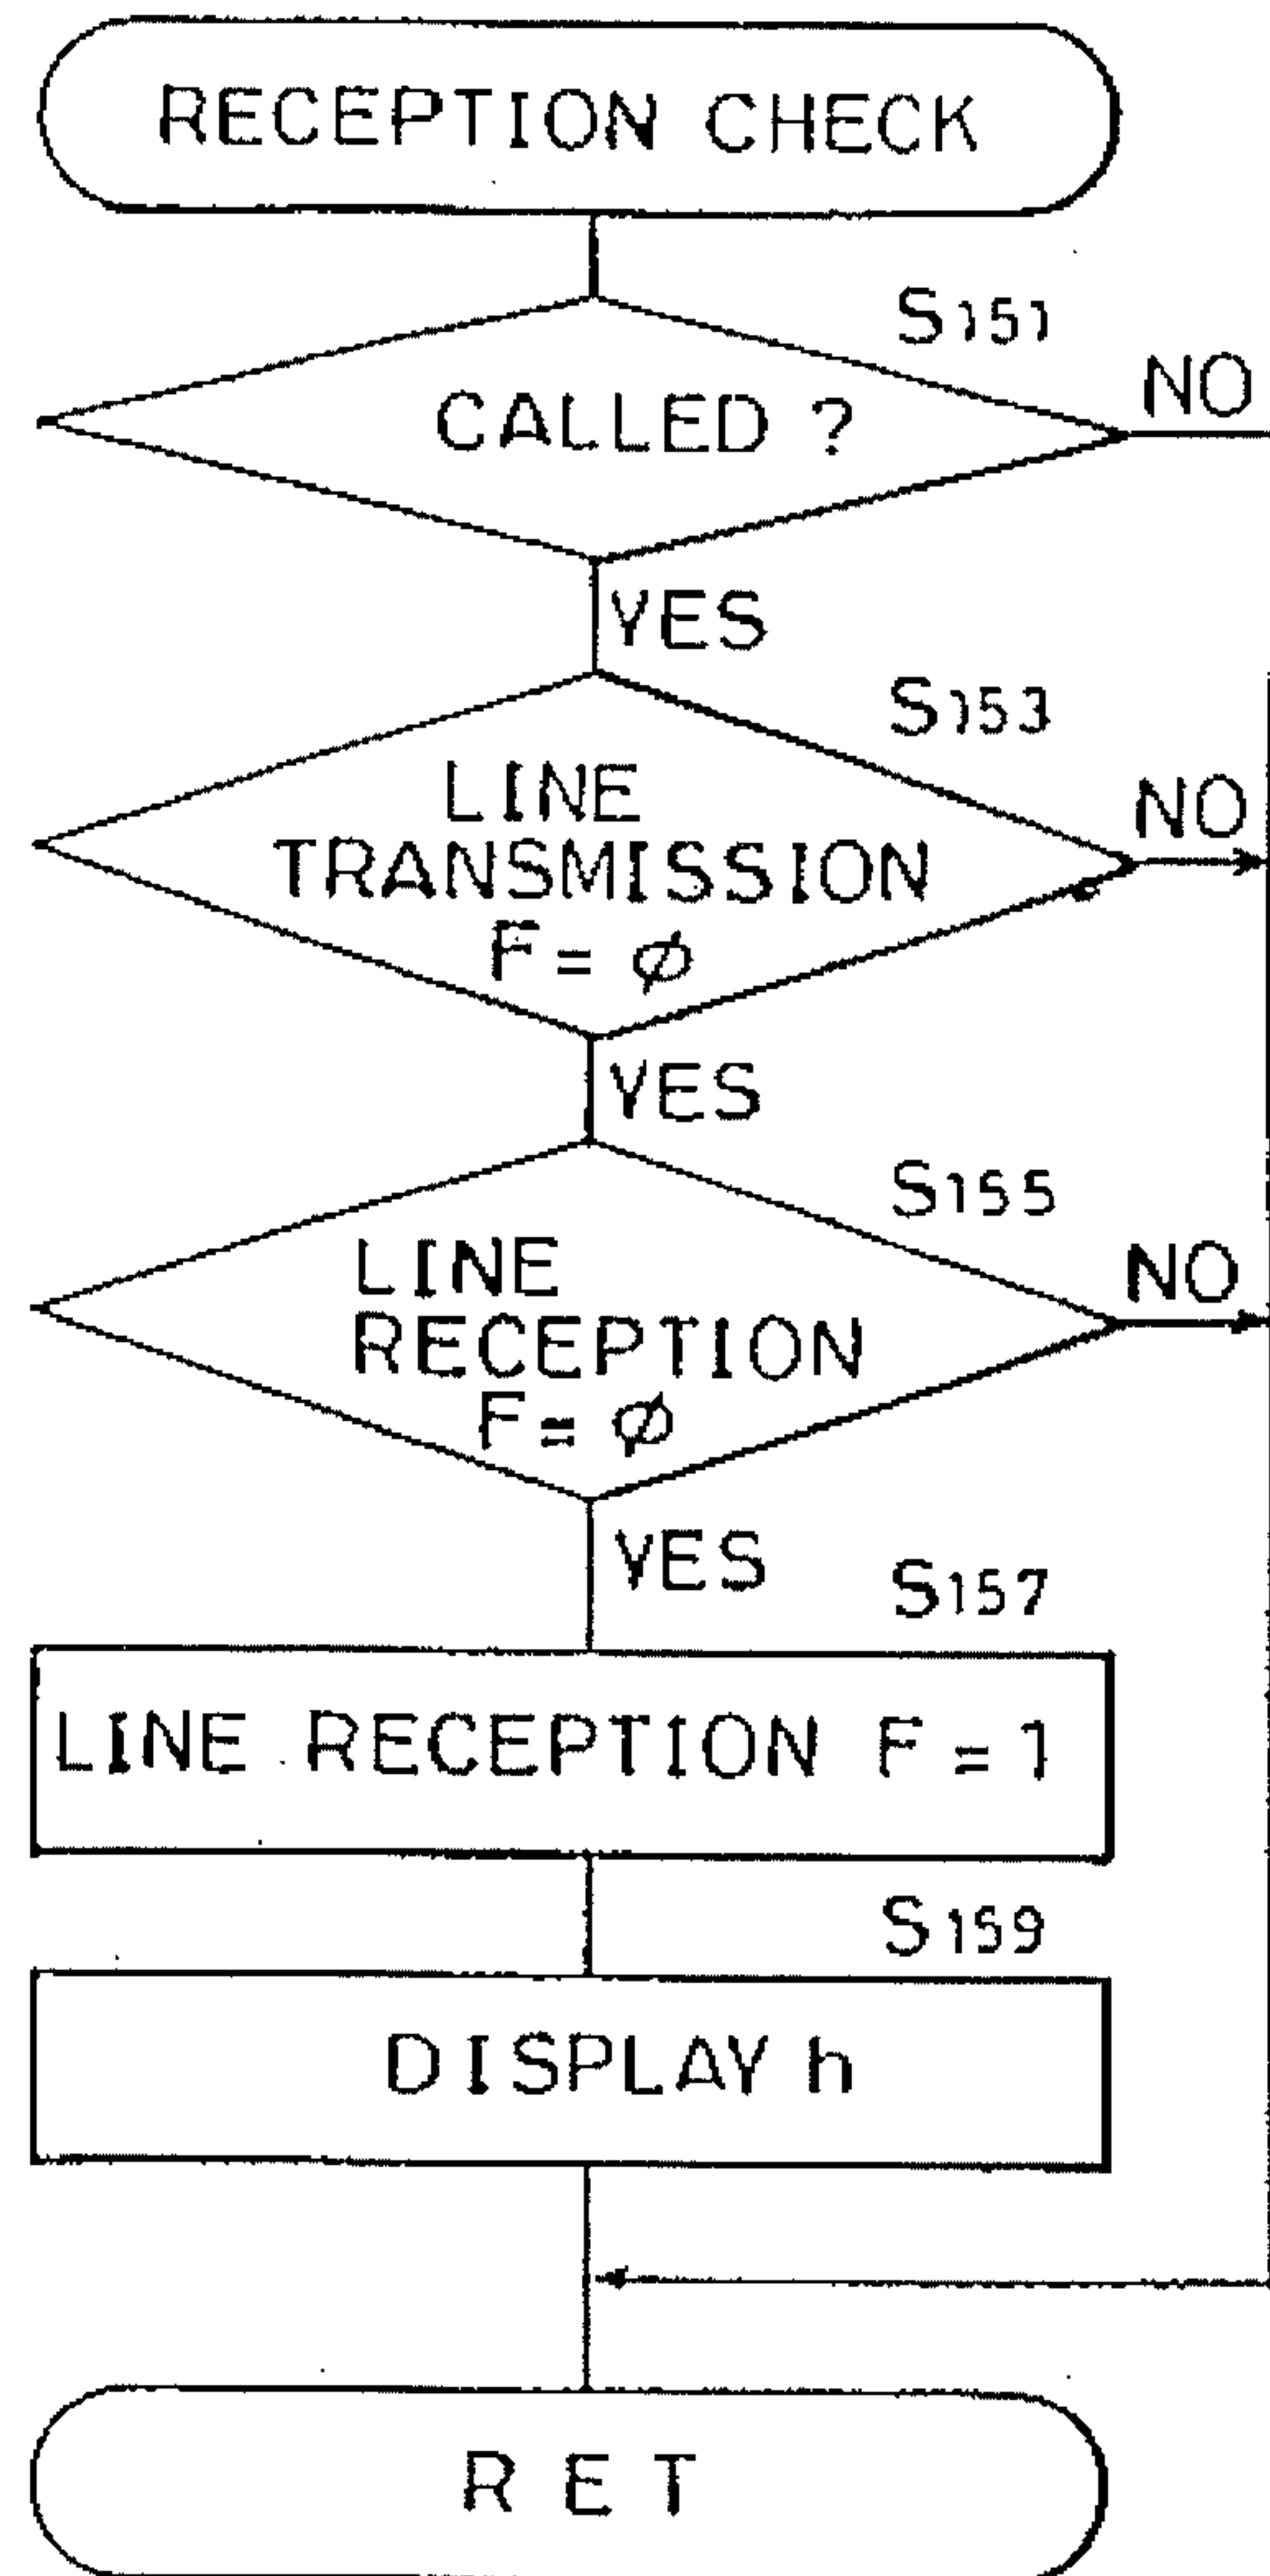 RECEPTION CHECK
S151
CALLED ?
NO
YES
S153
LINE
TRANSMISSION
F = ϕ
NO
YES
S155
LINE
RECEPTION
F = ϕ
NO
YES
S157
LINE RECEPTION F = 1
S159
DISPLAY h
RET